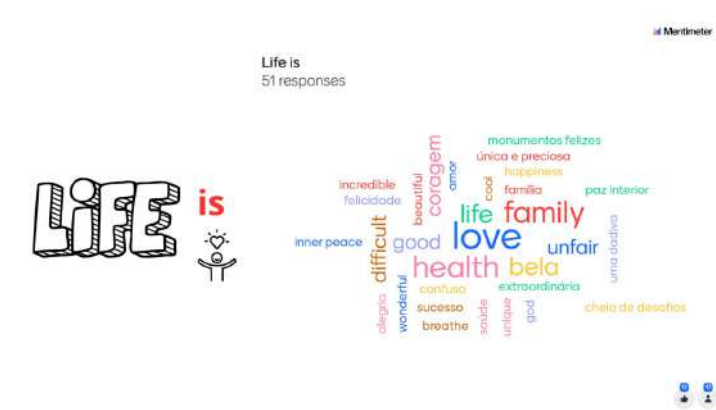 Mentimeter
Life is
51 responses
LiFE is
monumentos felizes
única e preciosa
happiness
coragem
amor
beautiful
cool
incredible
família
paz interior
felicidade
life
family
difficult
good
love
unfair
uma dadiva
inner peace
health
bela
wonderful
confusa
extraordinária
alegria
sucesso
saúde
unique
god
cheia de desafios
breathe